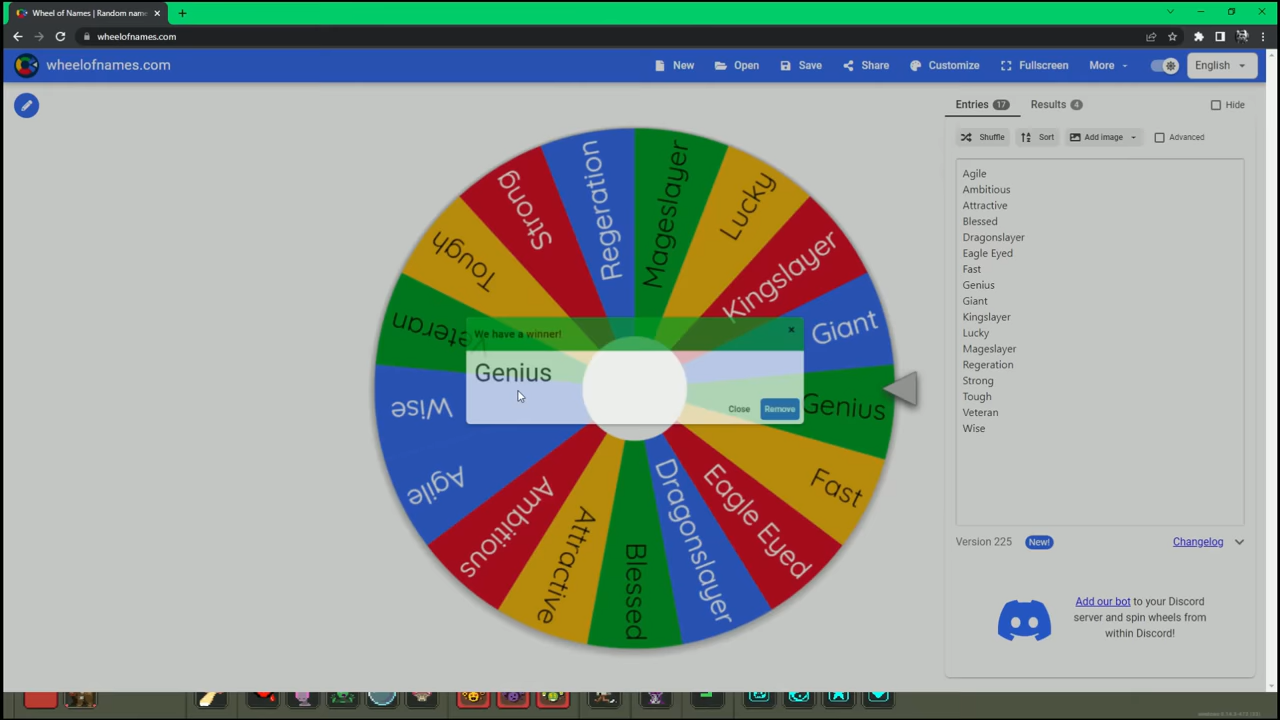 Wheel of Names | Random name
wheelofnames.com
wheelofnames.com
New
Open
Save
Share
Customize
Fullscreen
More
English
Entries 17
Results 4
Hide
Shuffle
Sort
Add image
Advanced
Agile
Ambitious
Attractive
Blessed
Dragonslayer
Eagle Eyed
Fast
Genius
Giant
Kingslayer
Lucky
Mageslayer
Regeration
Strong
Tough
Veteran
Wise
Version 225 New! Changelog
Add our bot to your Discord
server and spin wheels from
within Discord!
Strong
Regeration
Mageslayer
Lucky
Kingslayer
Giant
Genius
Fast
Eagle Eyed
Dragonslayer
Blessed
Attractive
Ambitious
Agile
Wise
Veteran
Tough
We have a winner!
Genius
Close
Remove